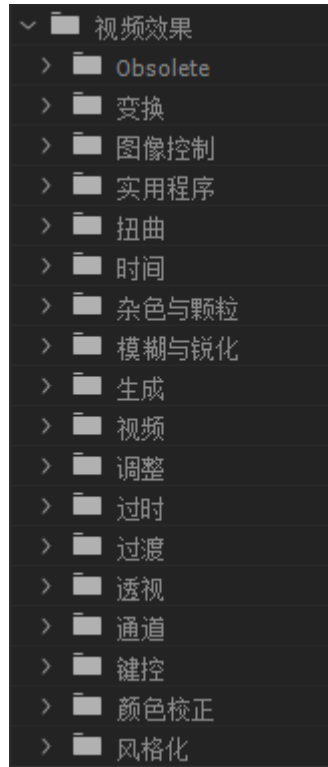 视频效果
Obsolete
变换
图像控制
实用程序
扭曲
时间
杂色与颗粒
模糊与锐化
生成
视频
调整
过时
过渡
透视
通道
键控
颜色校正
风格化